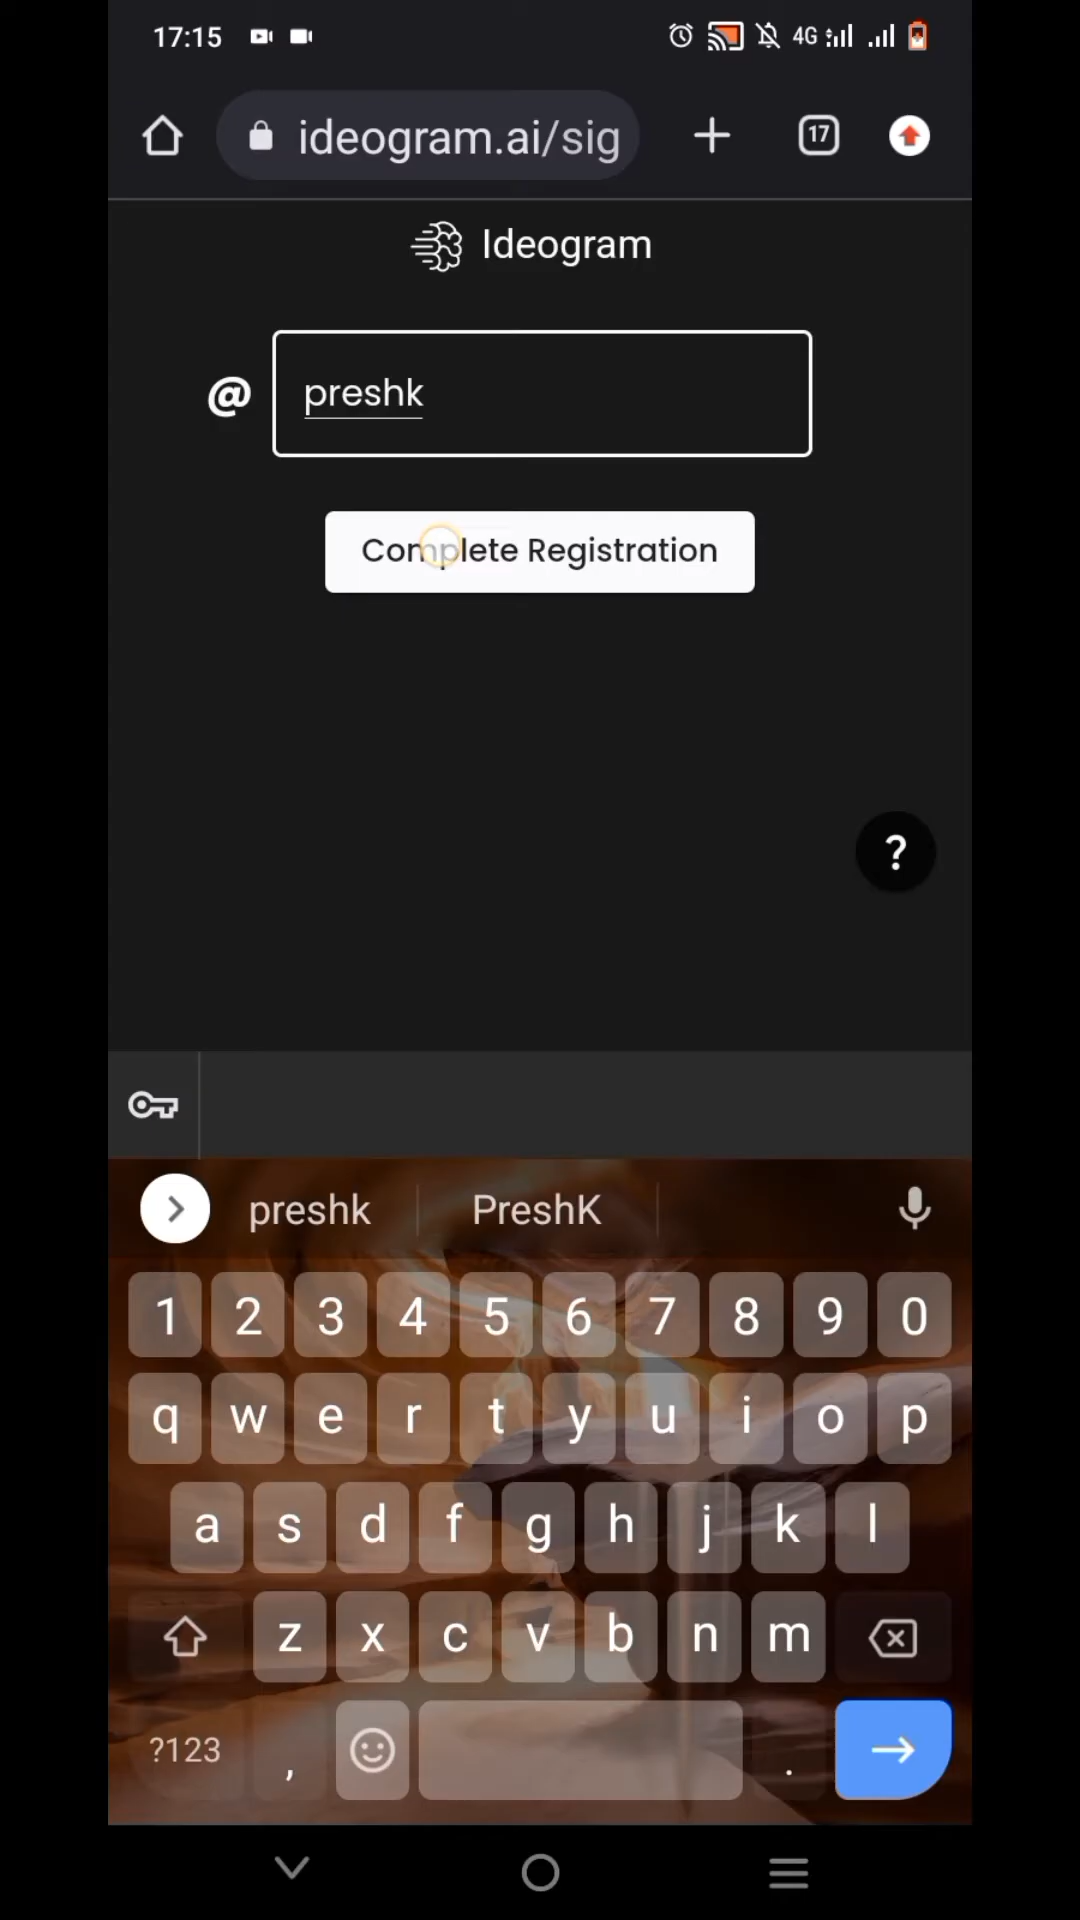 17:15 4G
ideogram.ai/sig 17
Ideogram
@ preshk
Complete Registration
?
preshk PreshK
1 2 3 4 5 6 7 8 9 0
q w e r t y u i o p
a s d f g h j k l
z x c v b n m
?123 , .